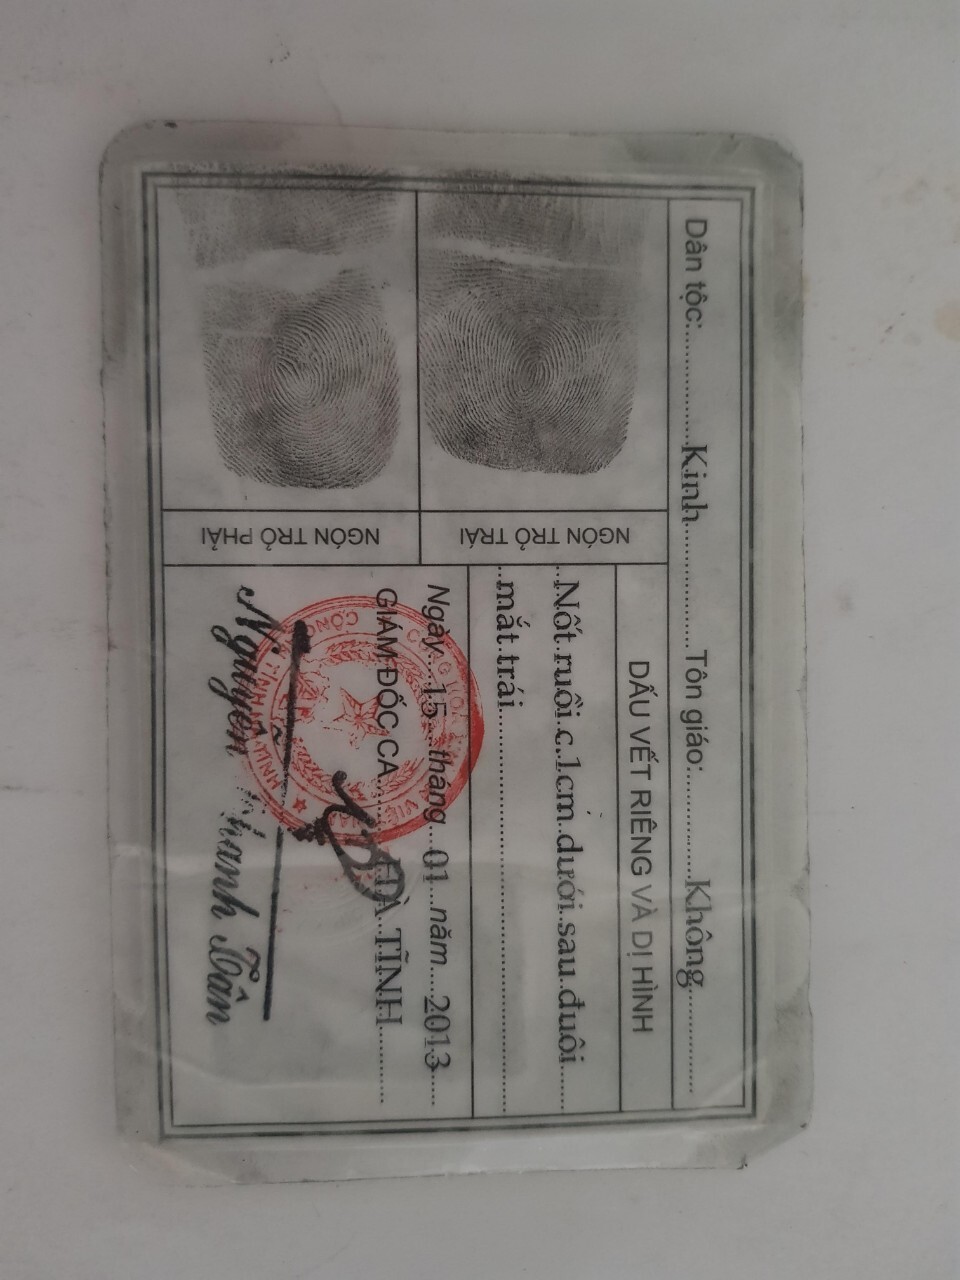 Dân tộc: Kinh Tôn giáo: Không
DẤU VẾT RIÊNG VÀ DỊ HÌNH
Nốt ruồi c.1cm dưới sau đuôi
mắt trái
NGÓN TRỎ TRÁI
NGÓN TRỎ PHẢI
Ngày 15 tháng 01 năm 2013
GIÁM ĐỐC CA HÀ TĨNH
Nguyễn Thanh Tân